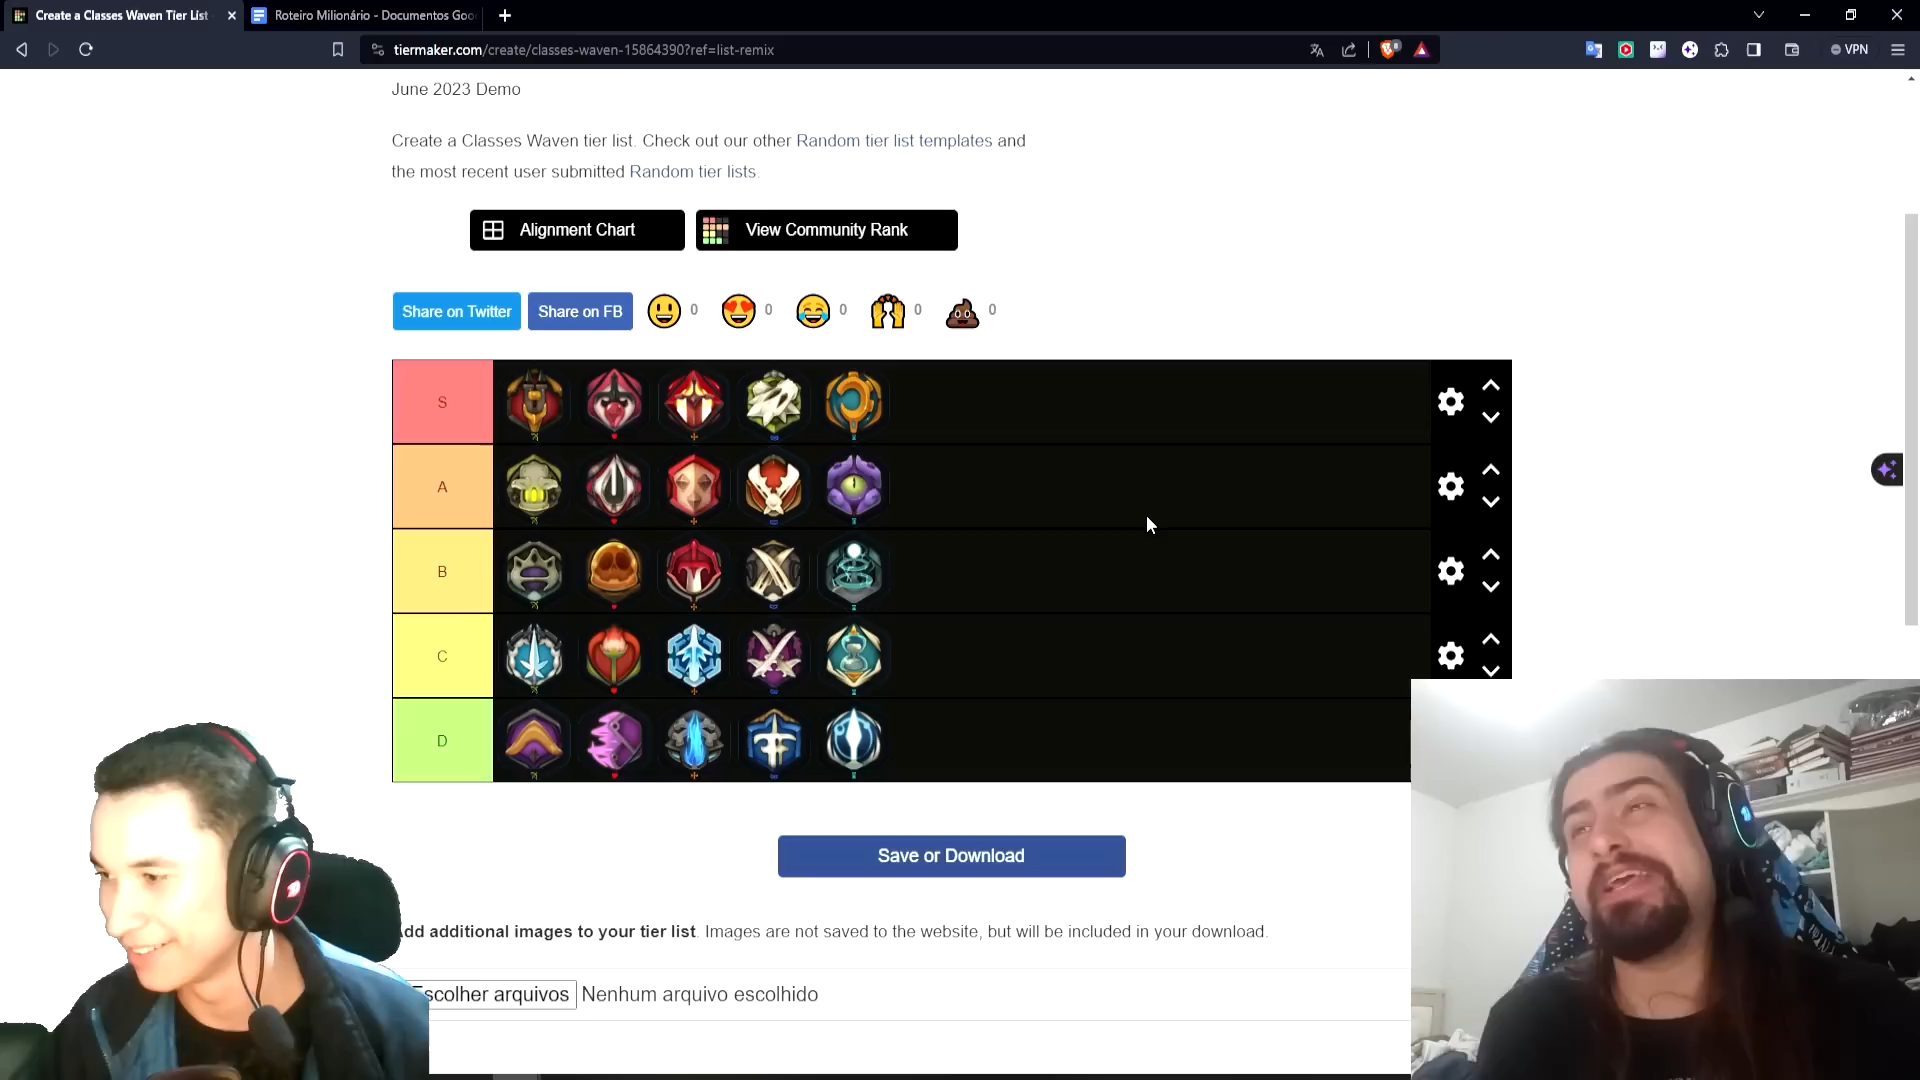 Create a Classes Waven Tier List
Roteiro Milionário - Documentos Goo
tiermaker.com/create/classes-waven-15864390?ref=list-remix
VPN
June 2023 Demo
Create a Classes Waven tier list. Check out our other Random tier list templates and
the most recent user submitted Random tier lists.
Alignment Chart
View Community Rank
Share on Twitter
Share on FB
0
0
0
0
0
S
A
B
C
D
Save or Download
dd additional images to your tier list. Images are not saved to the website, but will be included in your download.
Escolher arquivos Nenhum arquivo escolhido